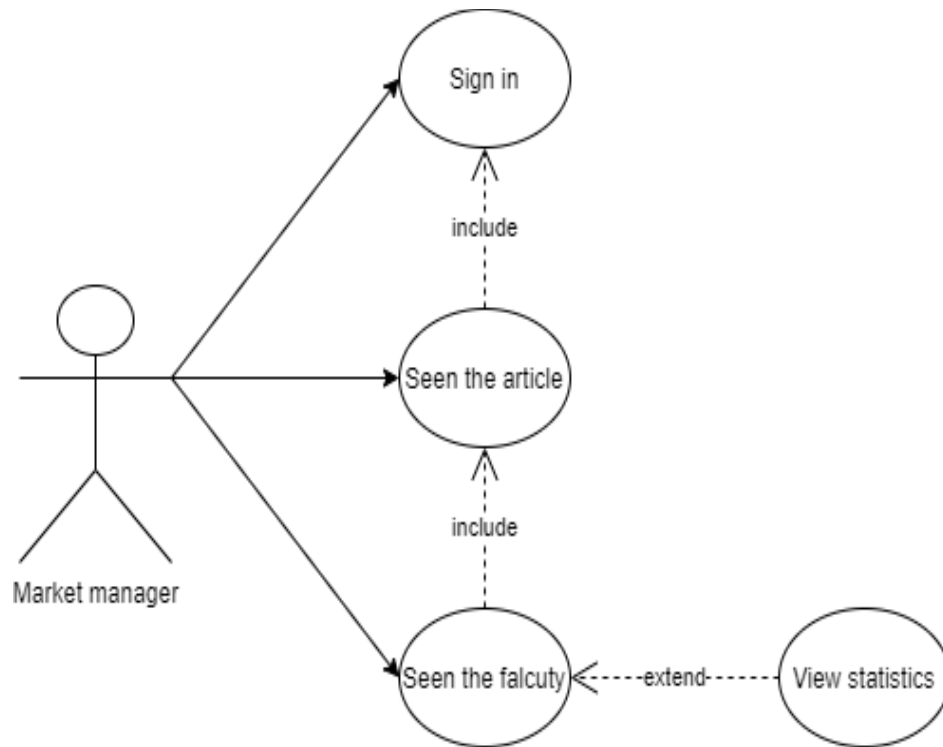 Sign in
include
Seen the article
include
Market manager
Seen the falcuty
extend
View statistics